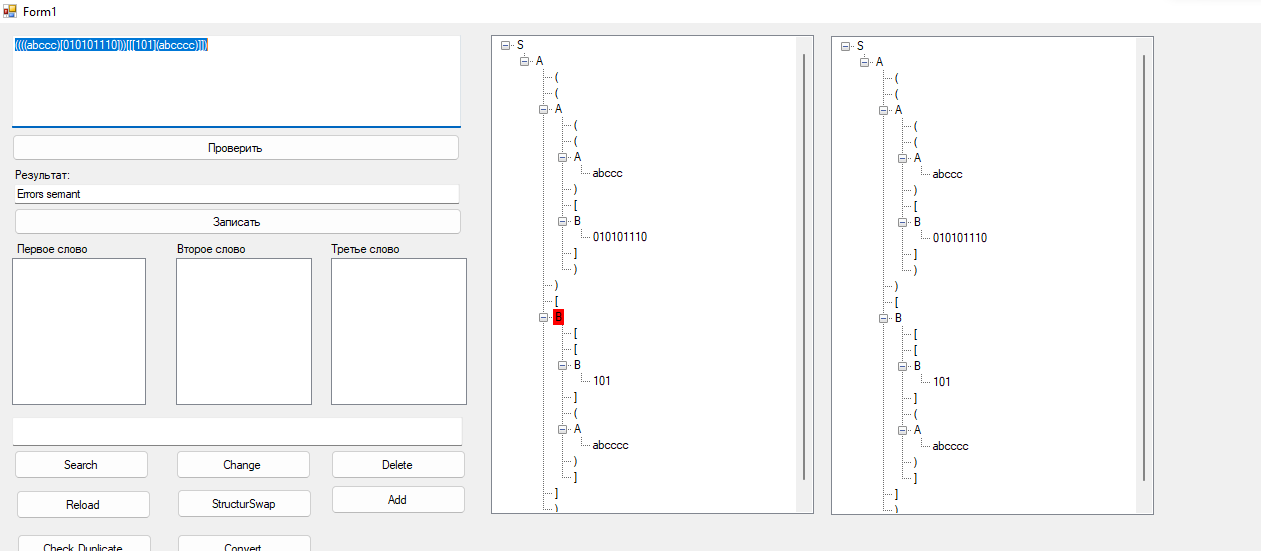 Form1
((((abccc)[010101110]))[[[101](abcccc)]])
Проверить
Результат:
Errors semant
Записать
Первое слово
Второе слово
Третье слово
Search
Change
Delete
Reload
StructurSwap
Add
Check Duplicate
Convert
S
A
(
(
A
(
(
A
abccc
)
[
B
010101110
]
)
)
[
B
[
[
B
101
]
(
A
abcccc
)
]
]
)
S
A
(
(
A
(
(
A
abccc
)
[
B
010101110
]
)
)
[
B
[
[
B
101
]
(
A
abcccc
)
]
]
)